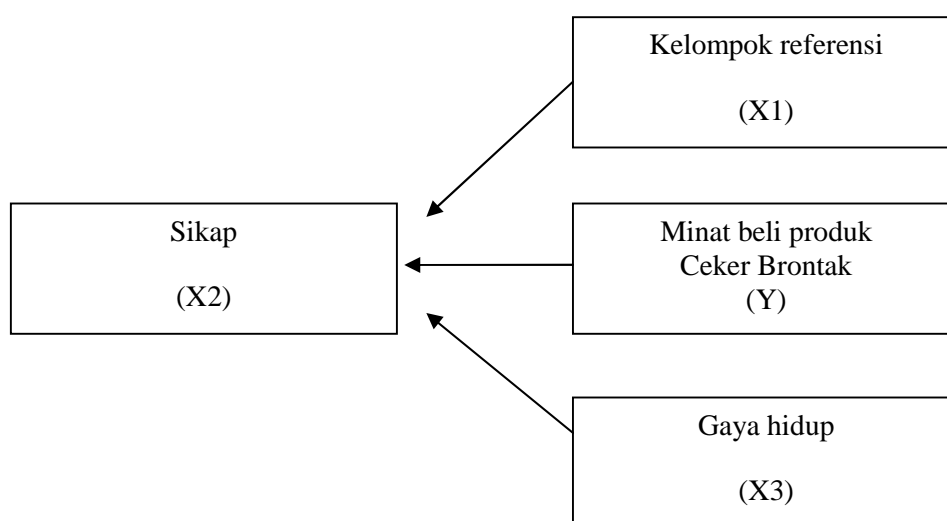 Kelompok referensi
(X1)
Sikap
(X2)
Minat beli produk
Ceker Brontak
(Y)
Gaya hidup
(X3)